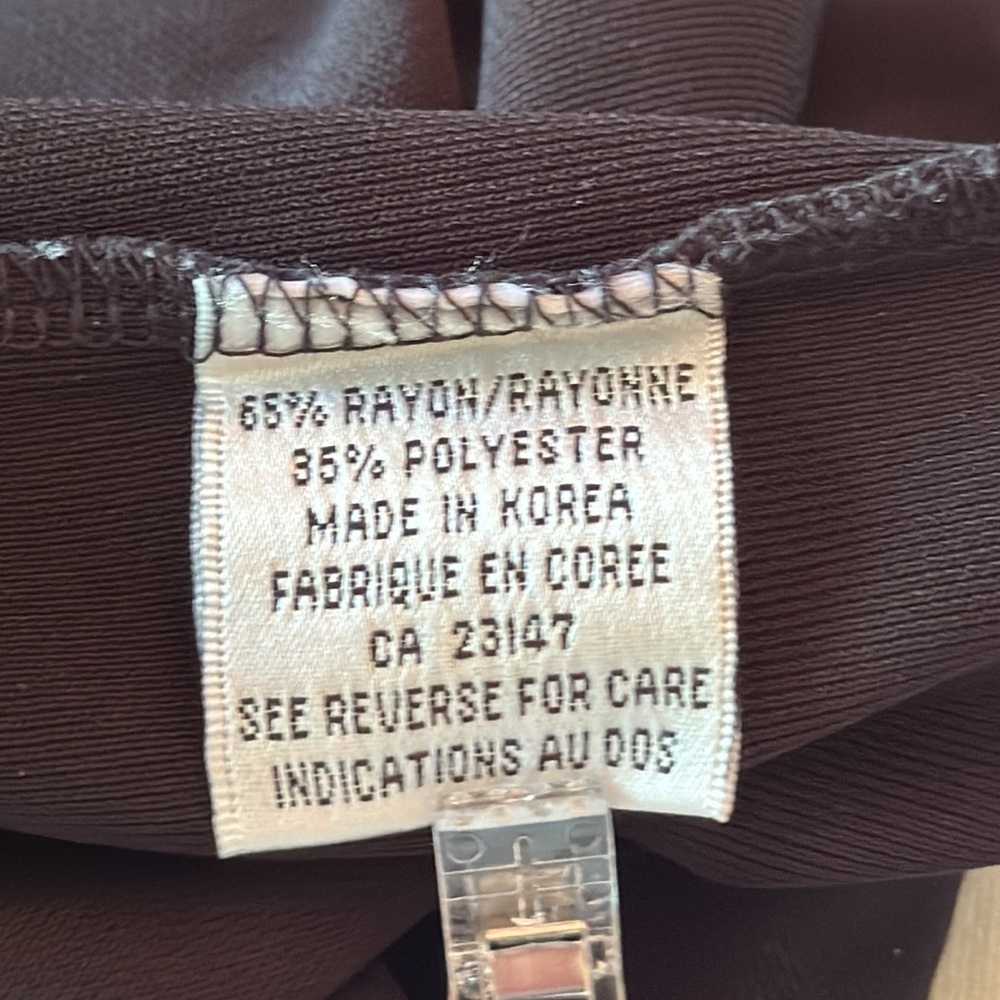 65% RAYON/RAYONNE
35% POLYESTER
MADE IN KOREA
FABRIQUE EN COREE
CA 23147
SEE REVERSE FOR CARE
INDICATIONS AU DOS